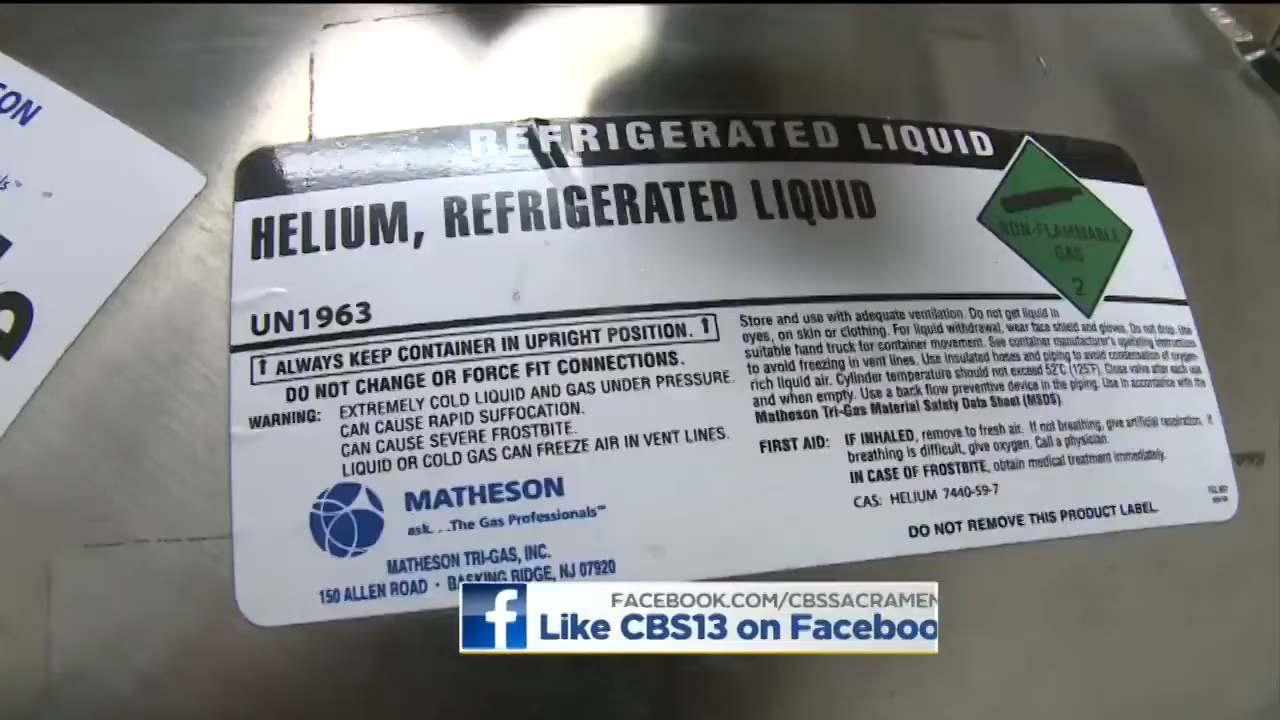 ON
REFRIGERATED LIQUID
HELIUM, REFRIGERATED LIQUID
NON-FLAMMABLE
GAS
2
UN1963
↑ ALWAYS KEEP CONTAINER IN UPRIGHT POSITION. ↑
DO NOT CHANGE OR FORCE FIT CONNECTIONS.
WARNING: EXTREMELY COLD LIQUID AND GAS UNDER PRESSURE.
CAN CAUSE RAPID SUFFOCATION.
CAN CAUSE SEVERE FROSTBITE.
LIQUID OR COLD GAS CAN FREEZE AIR IN VENT LINES.
MATHESON
ask. . .The Gas Professionals™
MATHESON TRI-GAS, INC.
150 ALLEN ROAD · BASKING RIDGE, NJ 07920
Store and use with adequate ventilation. Do not get liquid in
eyes, on skin or clothing. For liquid withdrawal, wear face shield and gloves. Do not drop. Use
suitable hand truck for container movement. See container manufacturer's operating instructions
to avoid freezing in vent lines. Use insulated hoses and piping to avoid condensation of oxygen-
rich liquid air. Cylinder temperature should not exceed 52°C (125°F). Close valve after each use
and when empty. Use a back flow preventive device in the piping. Use in accordance with the
Matheson Tri-Gas Material Safety Data Sheet (MSDS).
FIRST AID: IF INHALED, remove to fresh air. If not breathing, give artificial respiration. If
breathing is difficult, give oxygen. Call a physician.
IN CASE OF FROSTBITE, obtain medical treatment immediately.
CAS: HELIUM 7440-59-7
DO NOT REMOVE THIS PRODUCT LABEL.
f
FACEBOOK.COM/CBSSACRAMEN
Like CBS13 on Faceboo